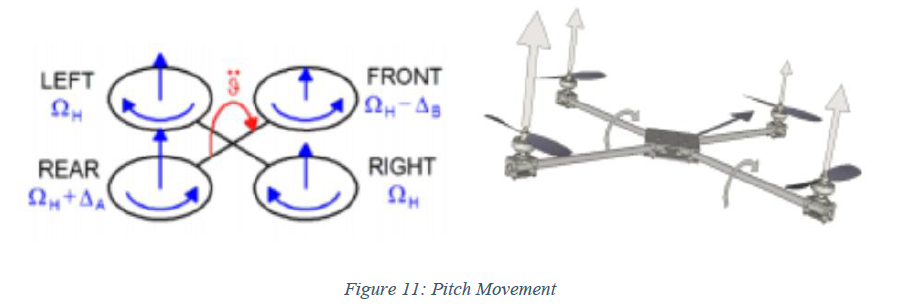 LEFT
Ω_H
ϑ̈
FRONT
Ω_H−Δ_B
REAR
Ω_H+Δ_A
RIGHT
Ω_H
Figure 11: Pitch Movement